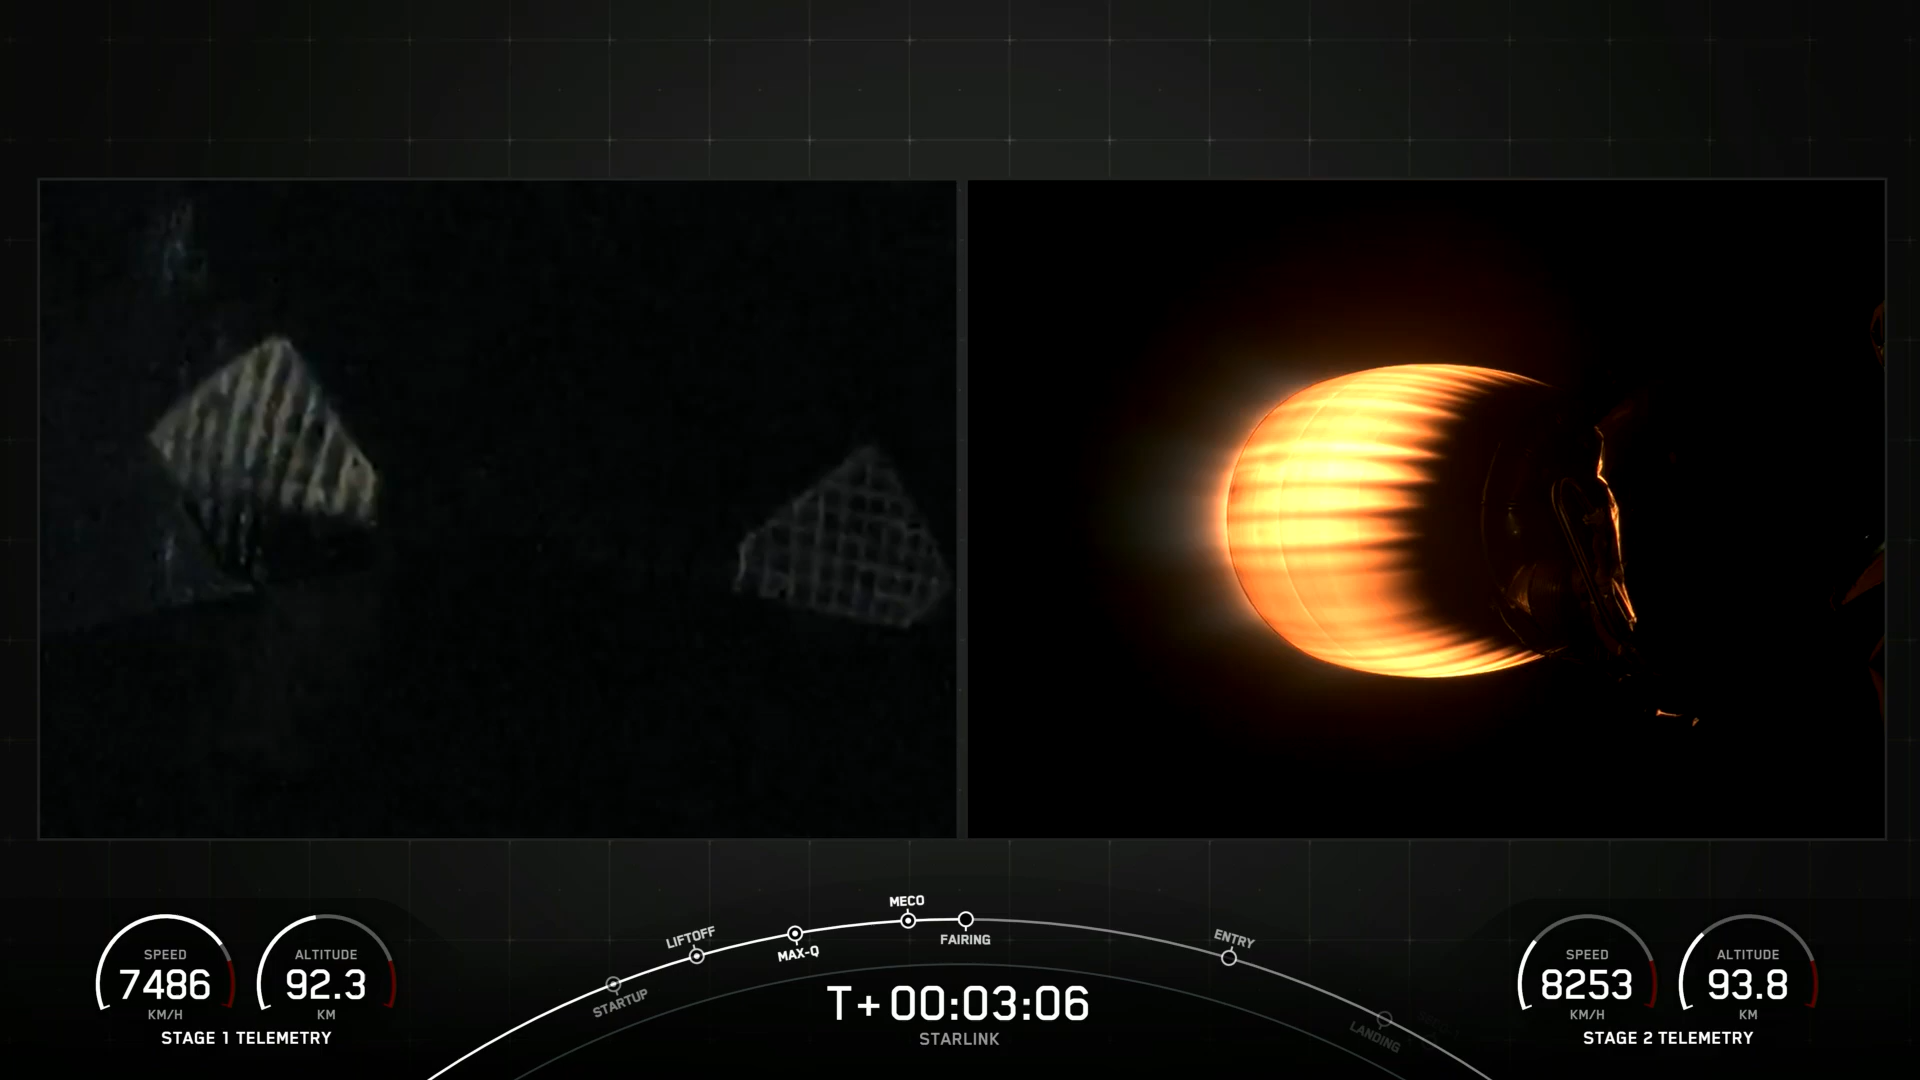 MECO
LIFTOFF
FAIRING
ENTRY
MAX-Q
SPEED
7486
KM/H
ALTITUDE
92.3
KM
STAGE 1 TELEMETRY
STARTUP
T+00:03:06
STARLINK
LANDING
SPEED
8253
KM/H
ALTITUDE
93.8
KM
STAGE 2 TELEMETRY